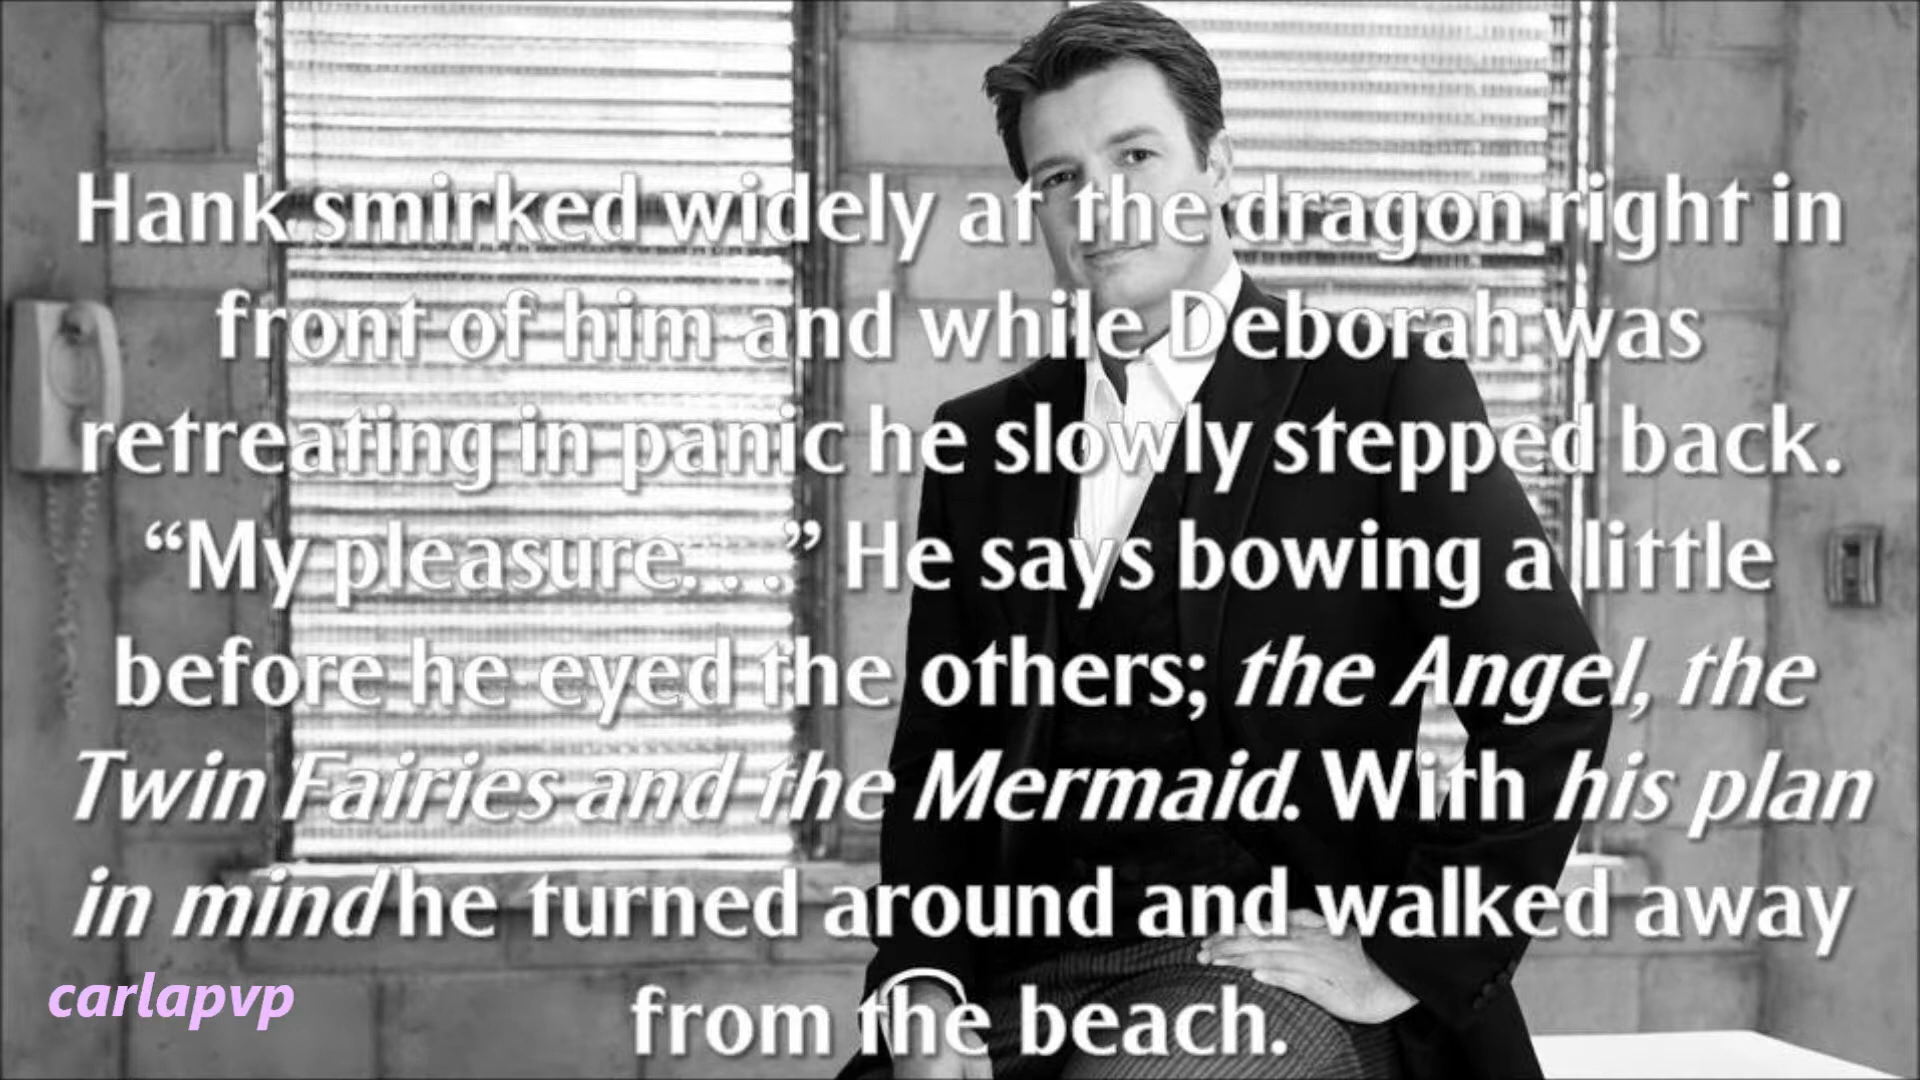 Hank smirked widely at the dragon right in
front of him and while Deborah was
retreating in panic he slowly stepped back.
“My pleasure. . .” He says bowing a little
before he eyed the others; the Angel, the
Twin Fairies and the Mermaid. With his plan
in mind he turned around and walked away
from the beach.
carlapvp